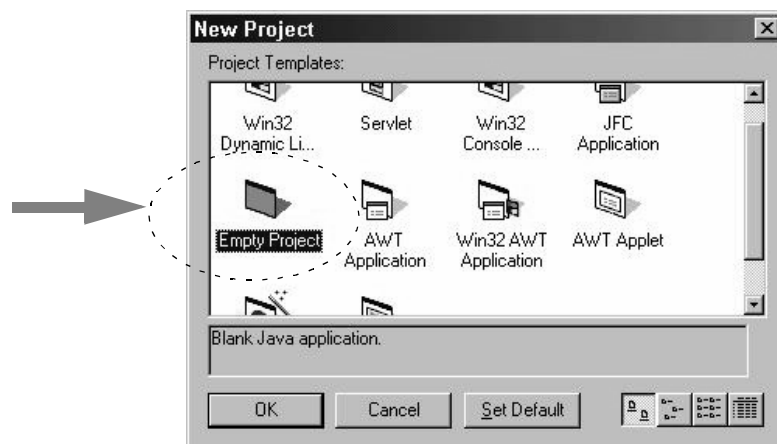 New Project
Project Templates:
Win32
Dynamic Li...
Servlet
Win32
Console ...
JFC
Application
Empty Project
AWT
Application
Win32 AWT
Application
AWT Applet
Blank Java application.
OK
Cancel
Set Default